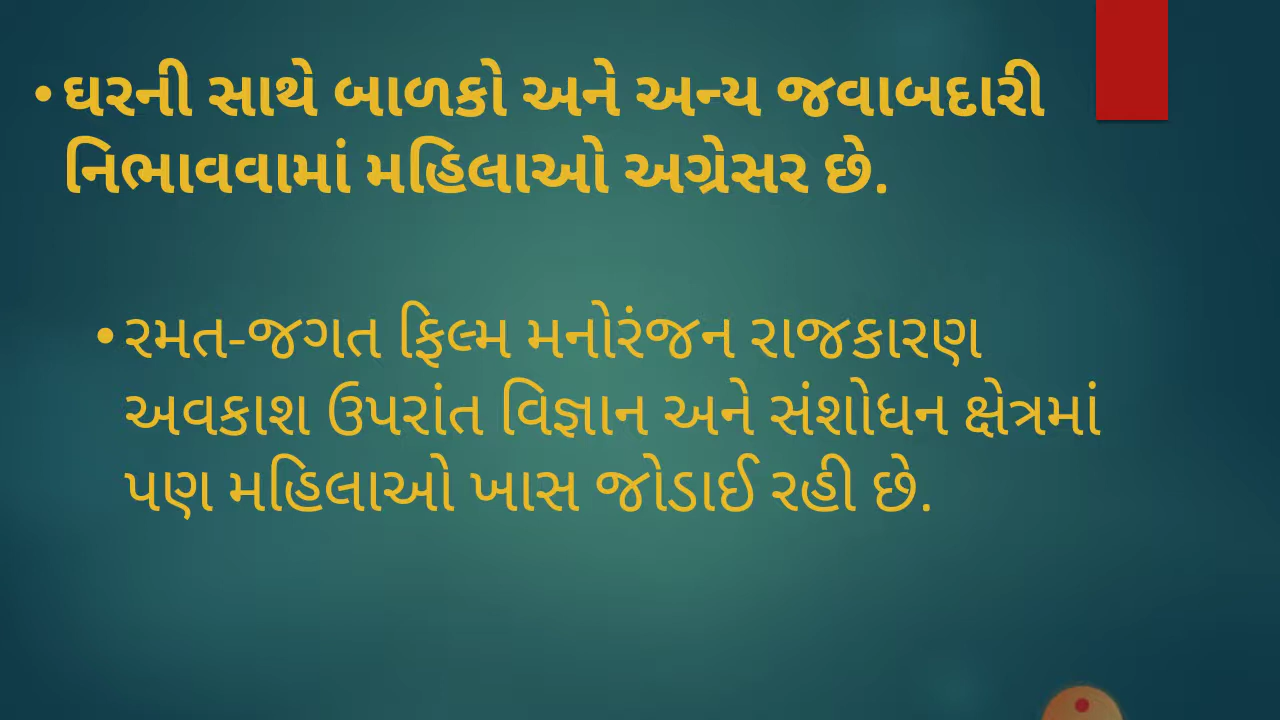 •ઘરની સાથે બાળકો અને અન્ય જવાબદારી
નિભાવવામાં મહિલાઓ અગ્રેસર છે.
•રમત-જગત ફિલ્મ મનોરંજન રાજકારણ
અવકાશ ઉપરાંત વિજ્ઞાન અને સંશોધન ક્ષેત્રમાં
પણ મહિલાઓ ખાસ જોડાઈ રહી છે.